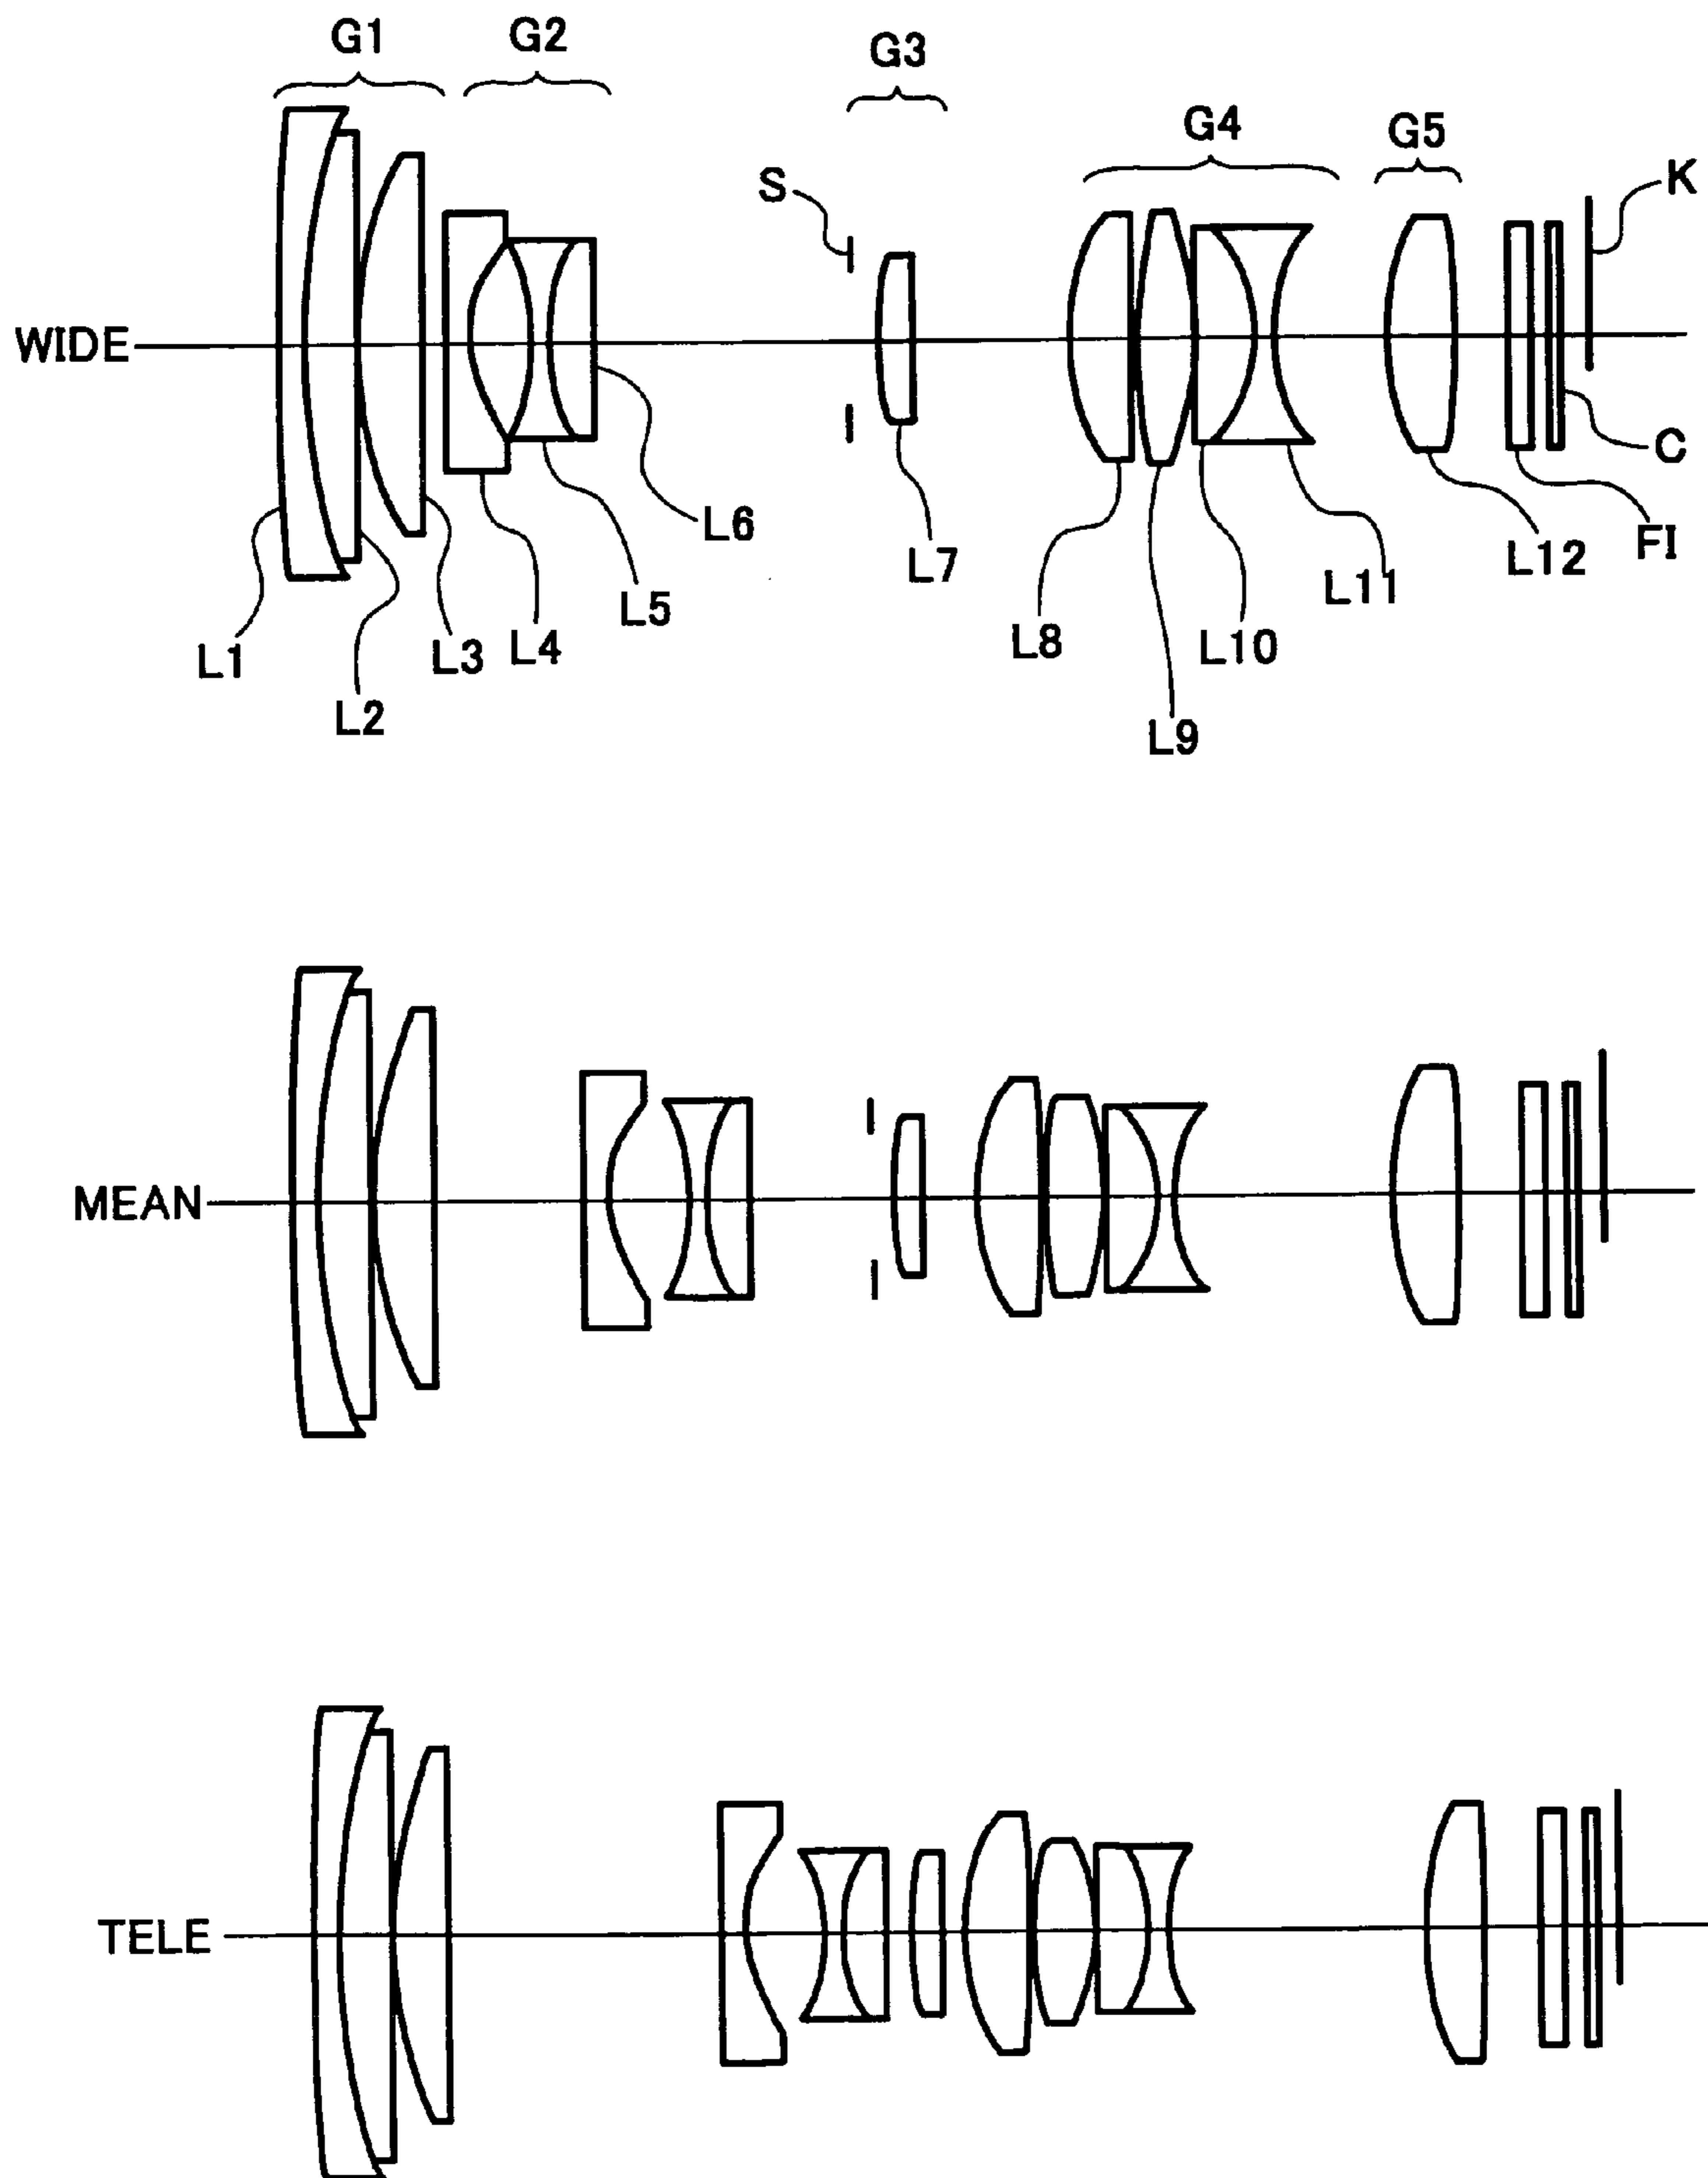 G1 G2 G3 G4 G5
S K
WIDE
C
L1 L2 L3 L4 L5 L6 L7 L8 L9 L10 L11 L12 FI
MEAN
TELE